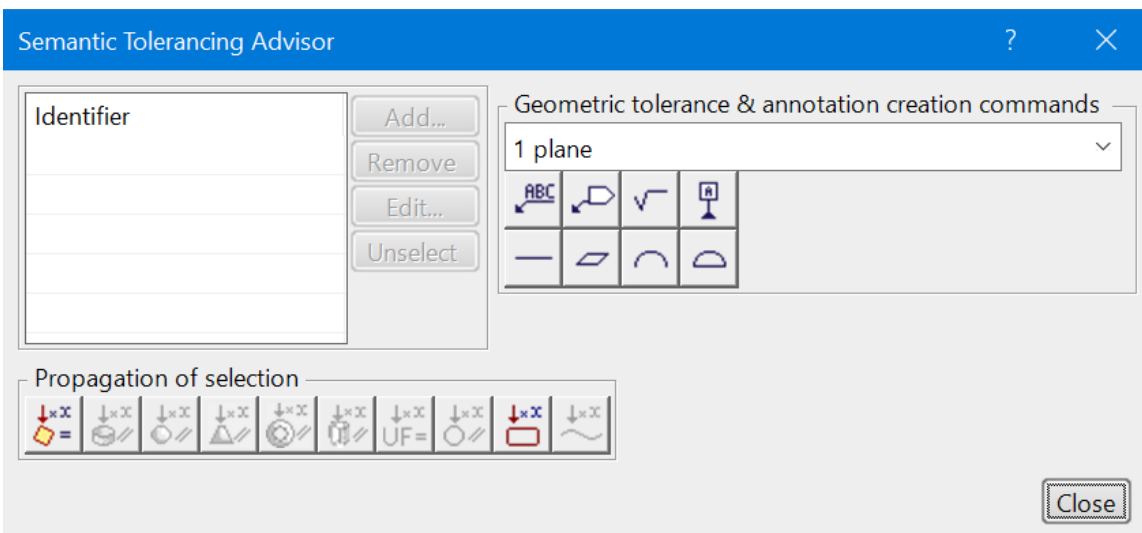 Semantic Tolerancing Advisor
Identifier
Add...
Remove
Edit...
Unselect
Geometric tolerance & annotation creation commands
1 plane
ABC
A
Propagation of selection
UF=
Close